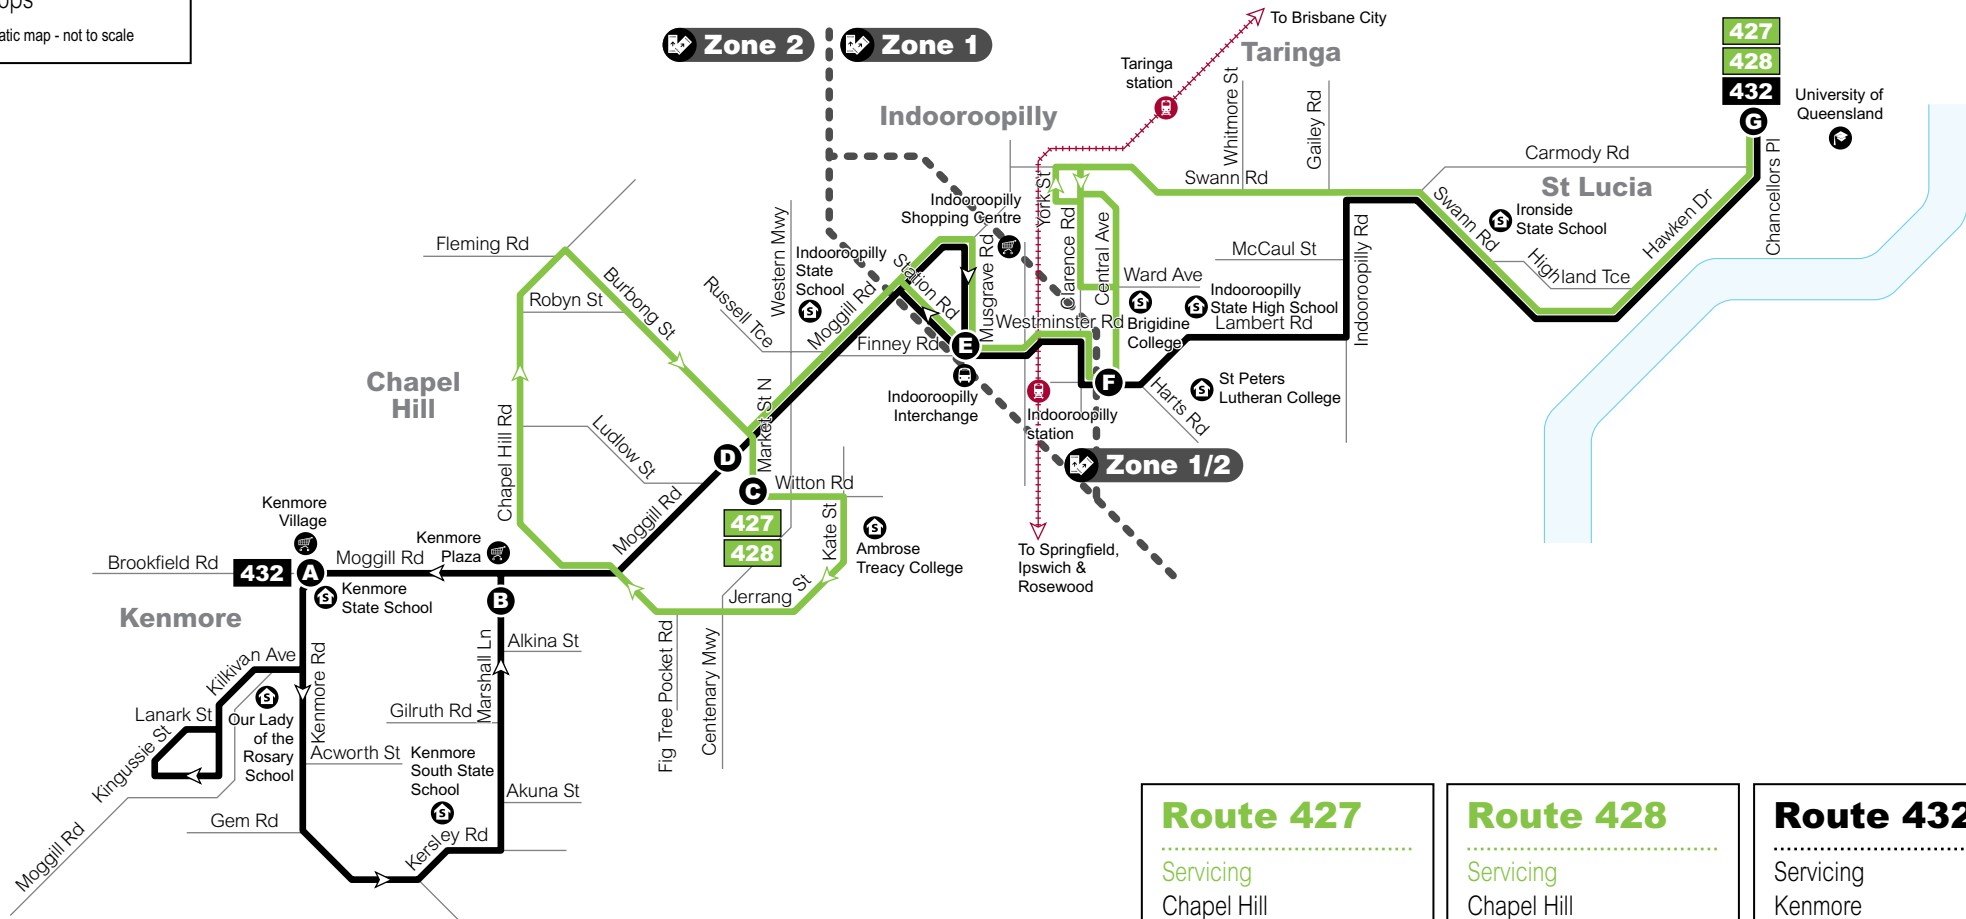 atic map - not to scale
Zone 2
Zone 1
To Brisbane City
Taringa
Taringa
station
Indooroopilly
427
428
432
G
University of
Queensland
Whitmore St
Gailey Rd
Carmody Rd
Chancellors Pl
St Lucia
Swann Rd
York St
Indooroopilly
Shopping Centre
Clarence Rd
Central Ave
Swann Rd
Ironside
State School
Hawken Dr
Highland Tce
Indooroopilly Rd
McCaul St
Ward Ave
Fleming Rd
Robyn St
Burbong St
Western Mwy
Indooroopilly
State
School
Russell Tce
Moggill Rd
Station Rd
Musgrave Rd
Finney Rd
E
Westminster Rd
Brigidine
College
Indooroopilly
State High School
Lambert Rd
Indooroopilly
Interchange
Indooroopilly
station
F
Harts Rd
St Peters
Lutheran College
Zone 1/2
Chapel
Hill
Chapel Hill Rd
Ludlow St
Market St N
D
C
427
428
Witton Rd
Kate St
Ambrose
Treacy College
Moggill Rd
Jerrang St
To Springfield,
Ipswich &
Rosewood
Kenmore
Village
Kenmore
Plaza
Brookfield Rd
432
A
Moggill Rd
Kenmore
State School
B
Kenmore
Alkina St
Fig Tree Pocket Rd
Centenary Mwy
Kilkivan Ave
Kenmore Rd
Marshall Ln
Gilruth Rd
Lanark St
Kingussie St
Our Lady
of the
Rosary
School
Acworth St
Kenmore
South State
School
Akuna St
Gem Rd
Kersley Rd
Moggill Rd
Route 427
Servicing
Chapel Hill
Route 428
Servicing
Chapel Hill
Route 432
Servicing
Kenmore